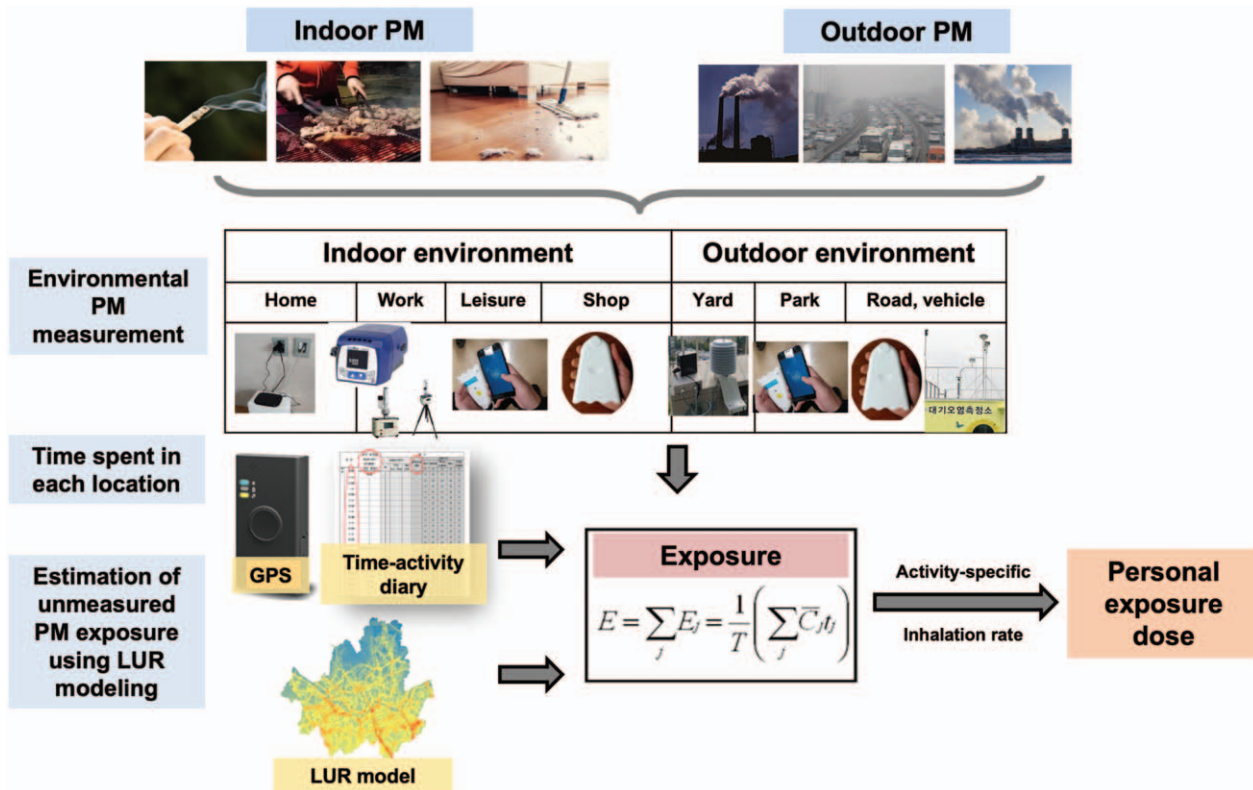 Indoor PM
Outdoor PM
Indoor environment
Outdoor environment
Environmental
PM
measurement
Home
Work
Leisure
Shop
Yard
Park
Road, vehicle
대기오염측정소
Time spent in
each location
GPS
Time-activity
diary
Estimation of
unmeasured
PM exposure
using LUR
modeling
LUR model
Exposure
E = ∑j Ej = 1/T (∑j C̅j tj)
Activity-specific
Inhalation rate
Personal
exposure
dose